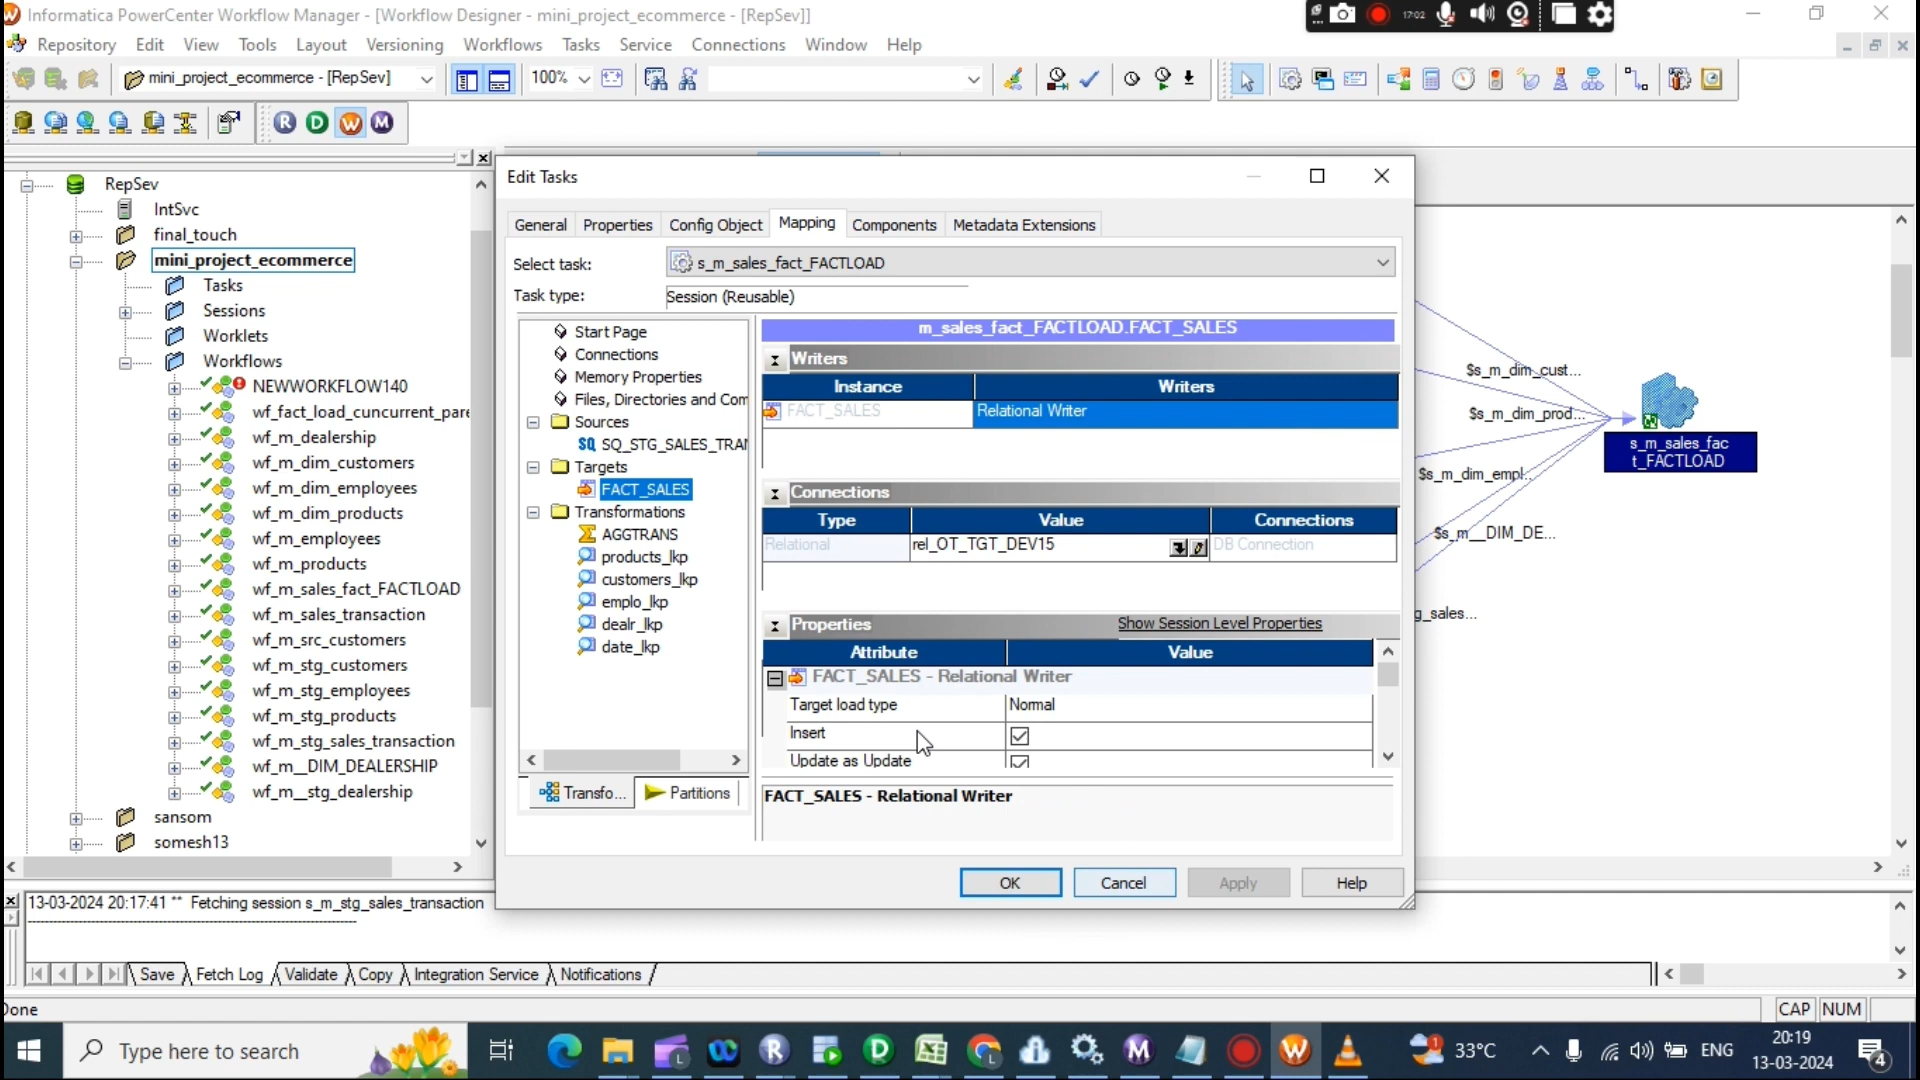 Informatica PowerCenter Workflow Manager - [Workflow Designer - mini_project_ecommerce - [RepSev]]
17:02
Repository Edit View Tools Layout Versioning Workflows Tasks Service Connections Window Help
mini_project_ecommerce - [RepSev]
100%
R D W M
RepSev
IntSvc
final_touch
mini_project_ecommerce
Tasks
Sessions
Worklets
Workflows
NEWWORKFLOW140
wf_fact_load_cuncurrent_pare
wf_m_dealership
wf_m_dim_customers
wf_m_dim_employees
wf_m_dim_products
wf_m_employees
wf_m_products
wf_m_sales_fact_FACTLOAD
wf_m_sales_transaction
wf_m_src_customers
wf_m_stg_customers
wf_m_stg_employees
wf_m_stg_products
wf_m_stg_sales_transaction
wf_m__DIM_DEALERSHIP
wf_m__stg_dealership
sansom
somesh13
Edit Tasks
General Properties Config Object Mapping Components Metadata Extensions
Select task: s_m_sales_fact_FACTLOAD
Task type: Session (Reusable)
Start Page
Connections
Memory Properties
Files, Directories and Com
Sources
SQ SQ_STG_SALES_TRAN
Targets
FACT_SALES
Transformations
AGGTRANS
products_lkp
customers_lkp
emplo_lkp
dealr_lkp
date_lkp
Transfo... Partitions
m_sales_fact_FACTLOAD.FACT_SALES
Writers
Instance Writers
FACT_SALES Relational Writer
Connections
Type Value Connections
Relational rel_OT_TGT_DEV15 DB Connection
Properties Show Session Level Properties
Attribute Value
FACT_SALES - Relational Writer
Target load type Normal
Insert
Update as Update
FACT_SALES - Relational Writer
OK Cancel Apply Help
$s_m_dim_cust...
$s_m_dim_prod...
$s_m_dim_empl...
$s_m__DIM_DE...
g_sales...
s_m_sales_fac
t_FACTLOAD
13-03-2024 20:17:41 ** Fetching session s_m_stg_sales_transaction
Save Fetch Log Validate Copy Integration Service Notifications
Done
CAP NUM
Type here to search
33°C
ENG
20:19
13-03-2024
4